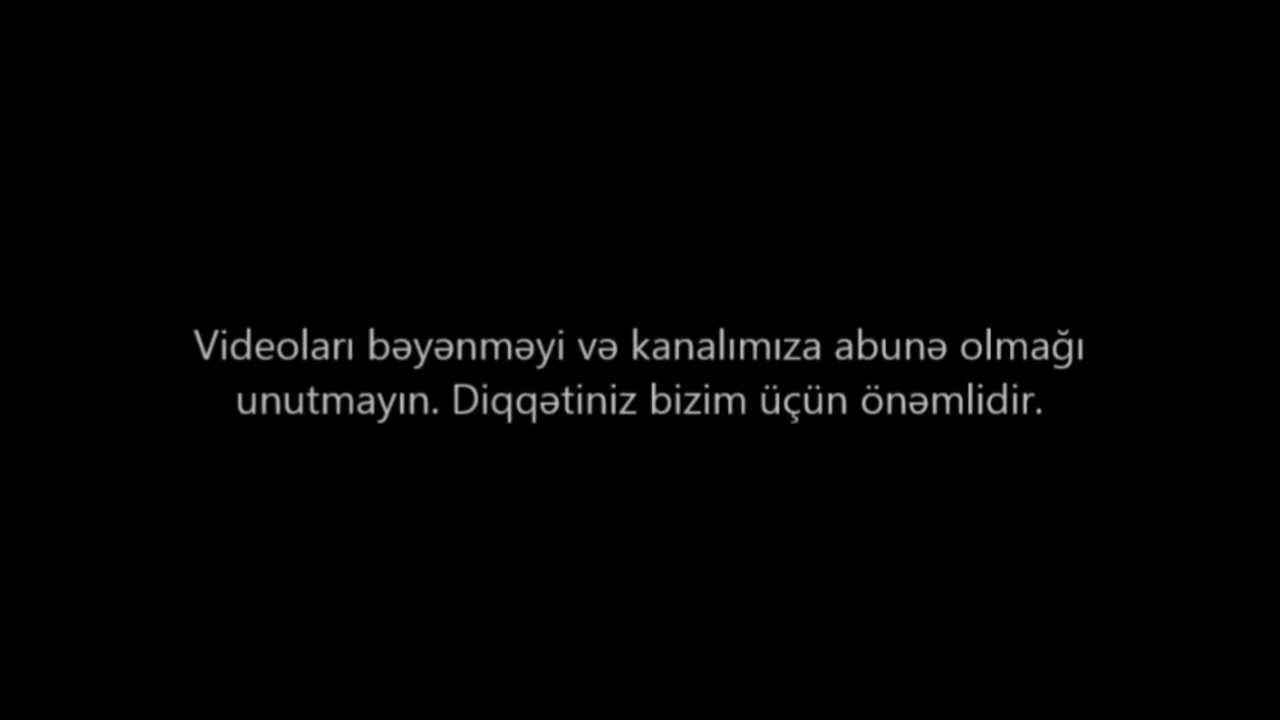 Videoları bəyənməyi və kanalımıza abunə olmağı
unutmayın. Diqqətiniz bizim üçün önəmlidir.